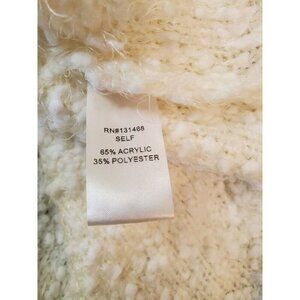 RN#131468
SELF
65% ACRYLIC
35% POLYESTER